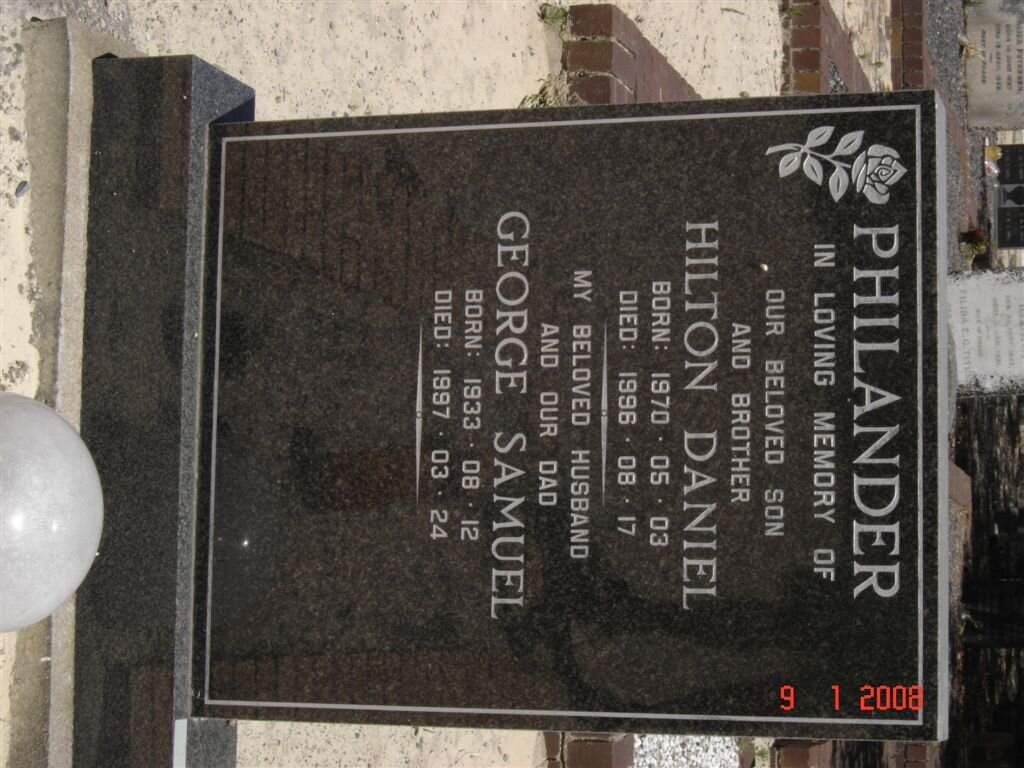 PHILANDER
IN LOVING MEMORY OF
OUR BELOVED SON
AND BROTHER
HILTON DANIEL
BORN: 1970 · 05 · 03
DIED: 1996 · 08 · 17
MY BELOVED HUSBAND
AND OUR DAD
GEORGE SAMUEL
BORN: 1933 · 08 · 12
DIED: 1997 · 03 · 24
9 1 2008